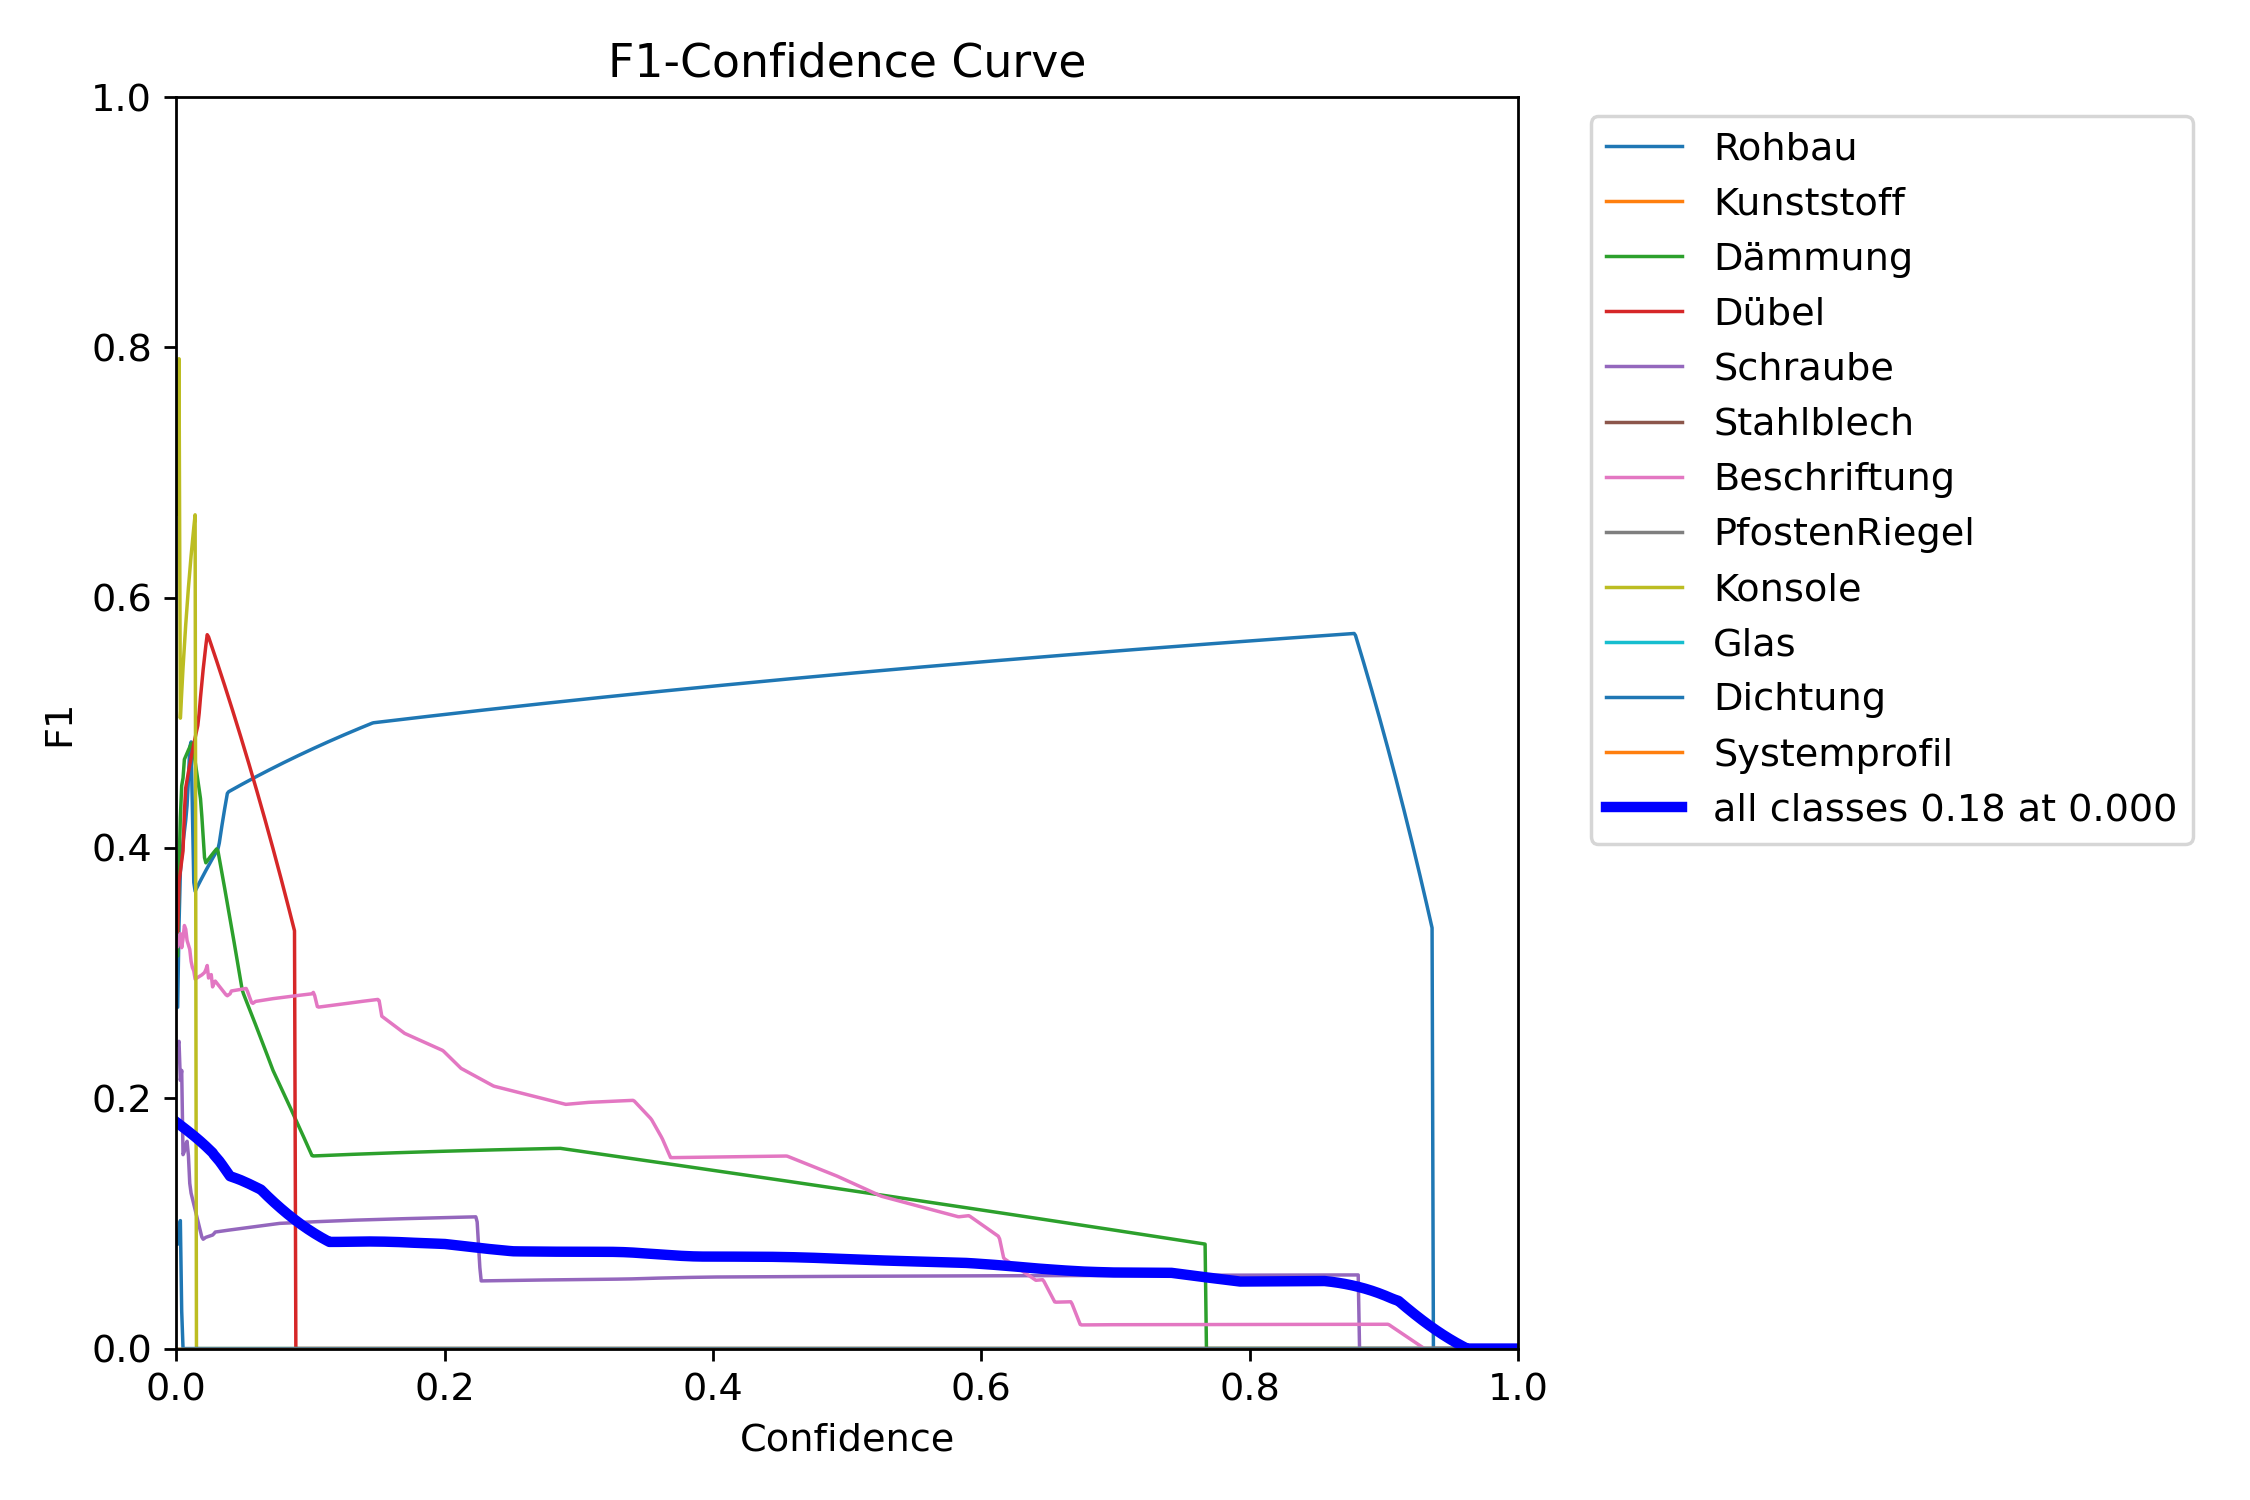 F1-Confidence Curve
1.0
0.8
0.6
0.4
0.2
0.0
F1
0.0 0.2 0.4 0.6 0.8 1.0
Confidence
Rohbau
Kunststoff
Dämmung
Dübel
Schraube
Stahlblech
Beschriftung
PfostenRiegel
Konsole
Glas
Dichtung
Systemprofil
all classes 0.18 at 0.000